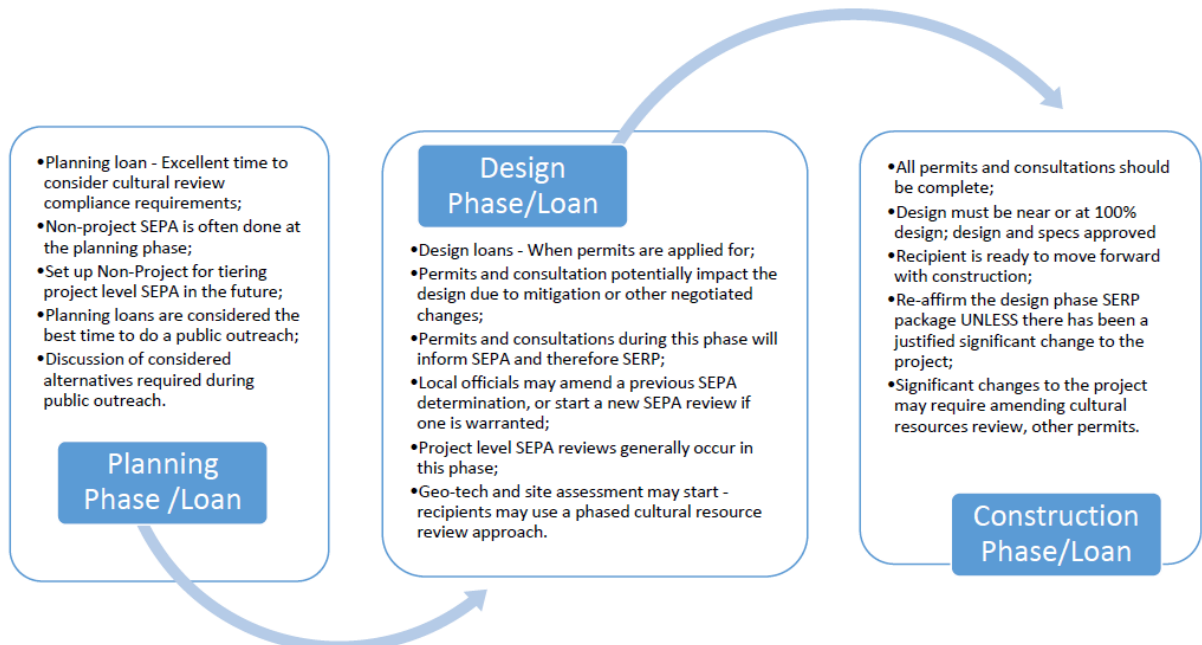 •Planning loan - Excellent time to
consider cultural review
compliance requirements;
•Non-project SEPA is often done at
the planning phase;
•Set up Non-Project for tiering
project level SEPA in the future;
•Planning loans are considered the
best time to do a public outreach;
•Discussion of considered
alternatives required during
public outreach.
Planning
Phase /Loan
Design
Phase/Loan
•Design loans - When permits are applied for;
•Permits and consultation potentially impact the
design due to mitigation or other negotiated
changes;
•Permits and consultations during this phase will
inform SEPA and therefore SERP;
•Local officials may amend a previous SEPA
determination, or start a new SEPA review if
one is warranted;
•Project level SEPA reviews generally occur in
this phase;
•Geo-tech and site assessment may start -
recipients may use a phased cultural resource
review approach.
•All permits and consultations should
be complete;
•Design must be near or at 100%
design; design and specs approved
•Recipient is ready to move forward
with construction;
•Re-affirm the design phase SERP
package UNLESS there has been a
justified significant change to the
project;
•Significant changes to the project
may require amending cultural
resources review, other permits.
Construction
Phase/Loan